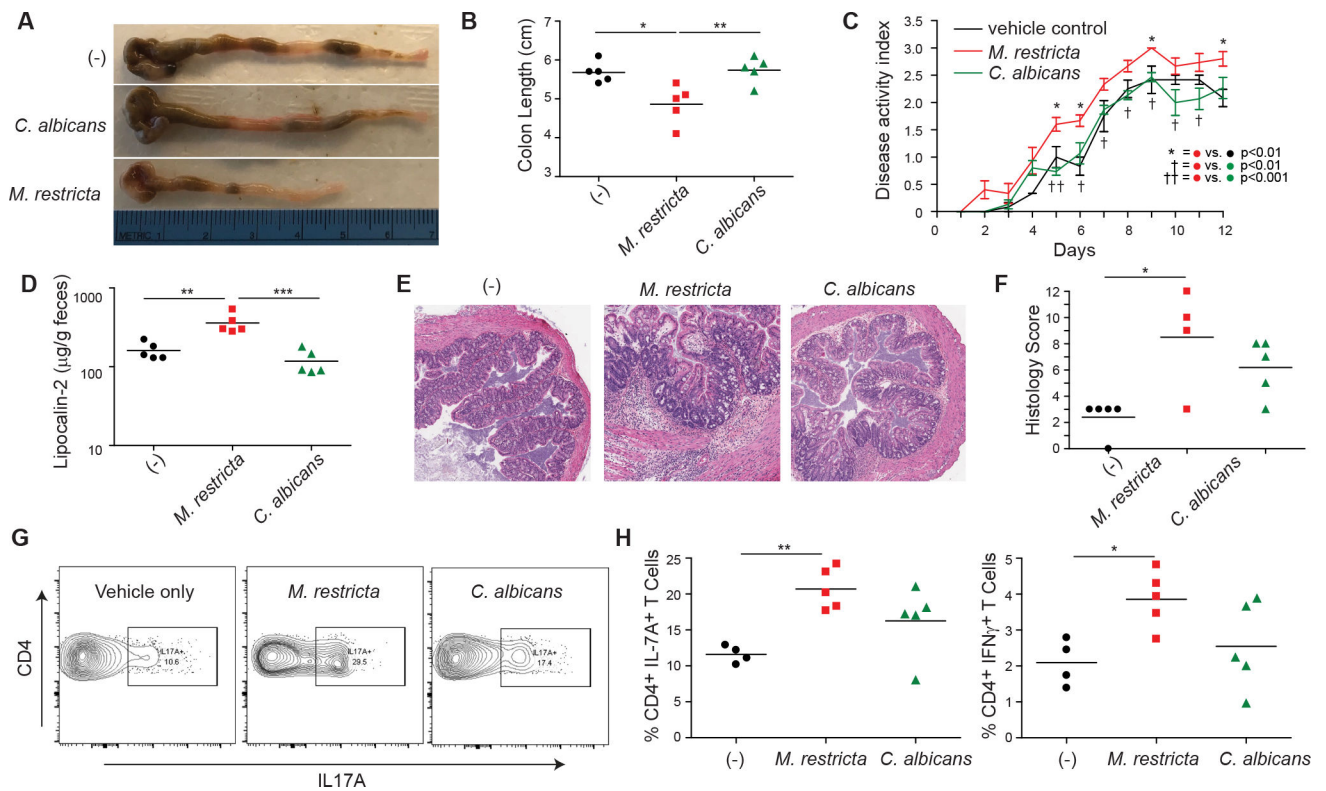 A
(-)
C. albicans
M. restricta
METRIC 1 2 3 4 5 6 7
B
Colon Length (cm)
7
6
5
3
* **
(-)
M. restricta
C. albicans
C
vehicle control
M. restricta
C. albicans
Disease activity index
3.0
2.5
2.0
1.5
1.0
0.5
0
* * * *
†† † † † † † †
0 2 4 6 8 10 12
Days
* = vs. p<0.01
† = vs. p<0.01
†† = vs. p<0.001
D
Lipocalin-2 (µg/g feces)
1000
100
10
** ***
(-)
M. restricta
C. albicans
E
(-) M. restricta C. albicans
F
Histology Score
12
10
8
6
4
2
0
*
(-)
M. restricta
C. albicans
G
Vehicle only M. restricta C. albicans
CD4
IL17A+
10.6
IL17A+
29.5
IL17A+
17.4
IL17A
H
% CD4+ IL-7A+ T Cells
25
20
15
10
5
0
**
(-) M. restricta C. albicans
% CD4+ IFNγ+ T Cells
5
4
3
2
1
*
(-) M. restricta C. albicans